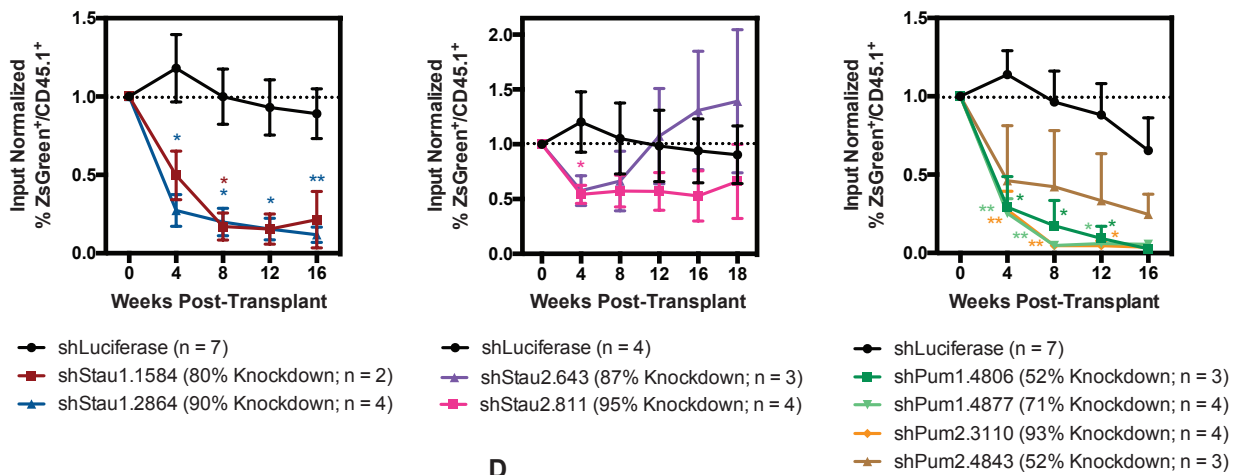 1.5
1.0
0.5
0.0
Input Normalized
% ZsGreen⁺/CD45.1⁺
*
*
*
*
**
0 4 8 12 16
Weeks Post-Transplant
shLuciferase (n = 7)
shStau1.1584 (80% Knockdown; n = 2)
shStau1.2864 (90% Knockdown; n = 4)
2.0
1.5
1.0
0.5
0.0
Input Normalized
% ZsGreen⁺/CD45.1⁺
*
0 4 8 12 16 18
Weeks Post-Transplant
shLuciferase (n = 4)
shStau2.643 (87% Knockdown; n = 3)
shStau2.811 (95% Knockdown; n = 4)
D
1.5
1.0
0.5
0.0
Input Normalized
% ZsGreen⁺/CD45.1⁺
** * * * *
** ** ** *
0 4 8 12 16
Weeks Post-Transplant
shLuciferase (n = 7)
shPum1.4806 (52% Knockdown; n = 3)
shPum1.4877 (71% Knockdown; n = 4)
shPum2.3110 (93% Knockdown; n = 4)
shPum2.4843 (52% Knockdown; n = 3)